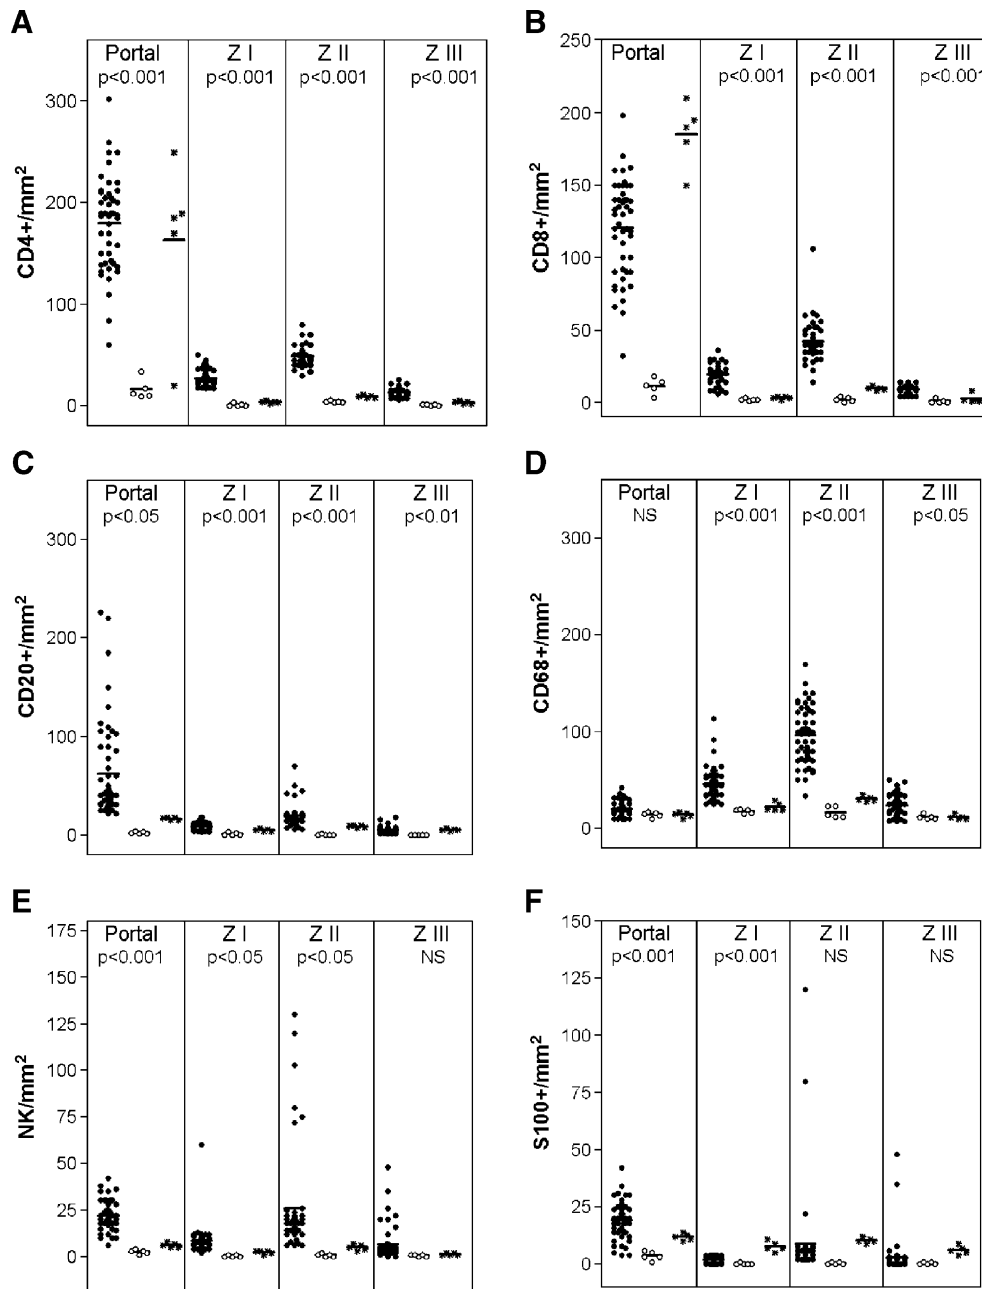 A
Portal Z I Z II Z III
p<0.001 p<0.001 p<0.001 p<0.001
300
200
100
0
CD4+/mm²
B
Portal Z I Z II Z III
p<0.001 p<0.001 p<0.001
250
200
150
100
50
0
CD8+/mm²
C
Portal Z I Z II Z III
p<0.05 p<0.001 p<0.001 p<0.01
300
200
100
0
CD20+/mm²
D
Portal Z I Z II Z III
NS p<0.001 p<0.001 p<0.05
300
200
100
0
CD68+/mm²
E
Portal Z I Z II Z III
p<0.001 p<0.05 p<0.05 NS
175
150
125
100
75
50
25
0
NK/mm²
F
Portal Z I Z II Z III
p<0.001 p<0.001 NS NS
150
125
100
75
50
25
0
S100+/mm²